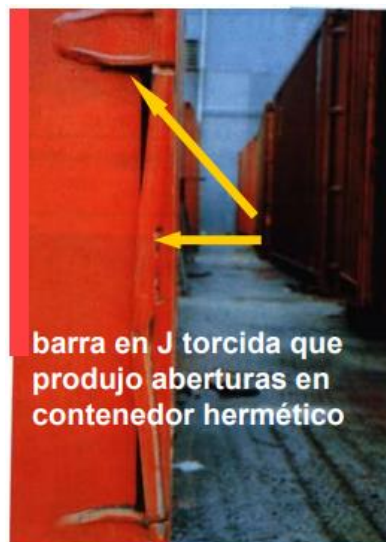 barra en J torcida que
produjo aberturas en
contenedor hermético